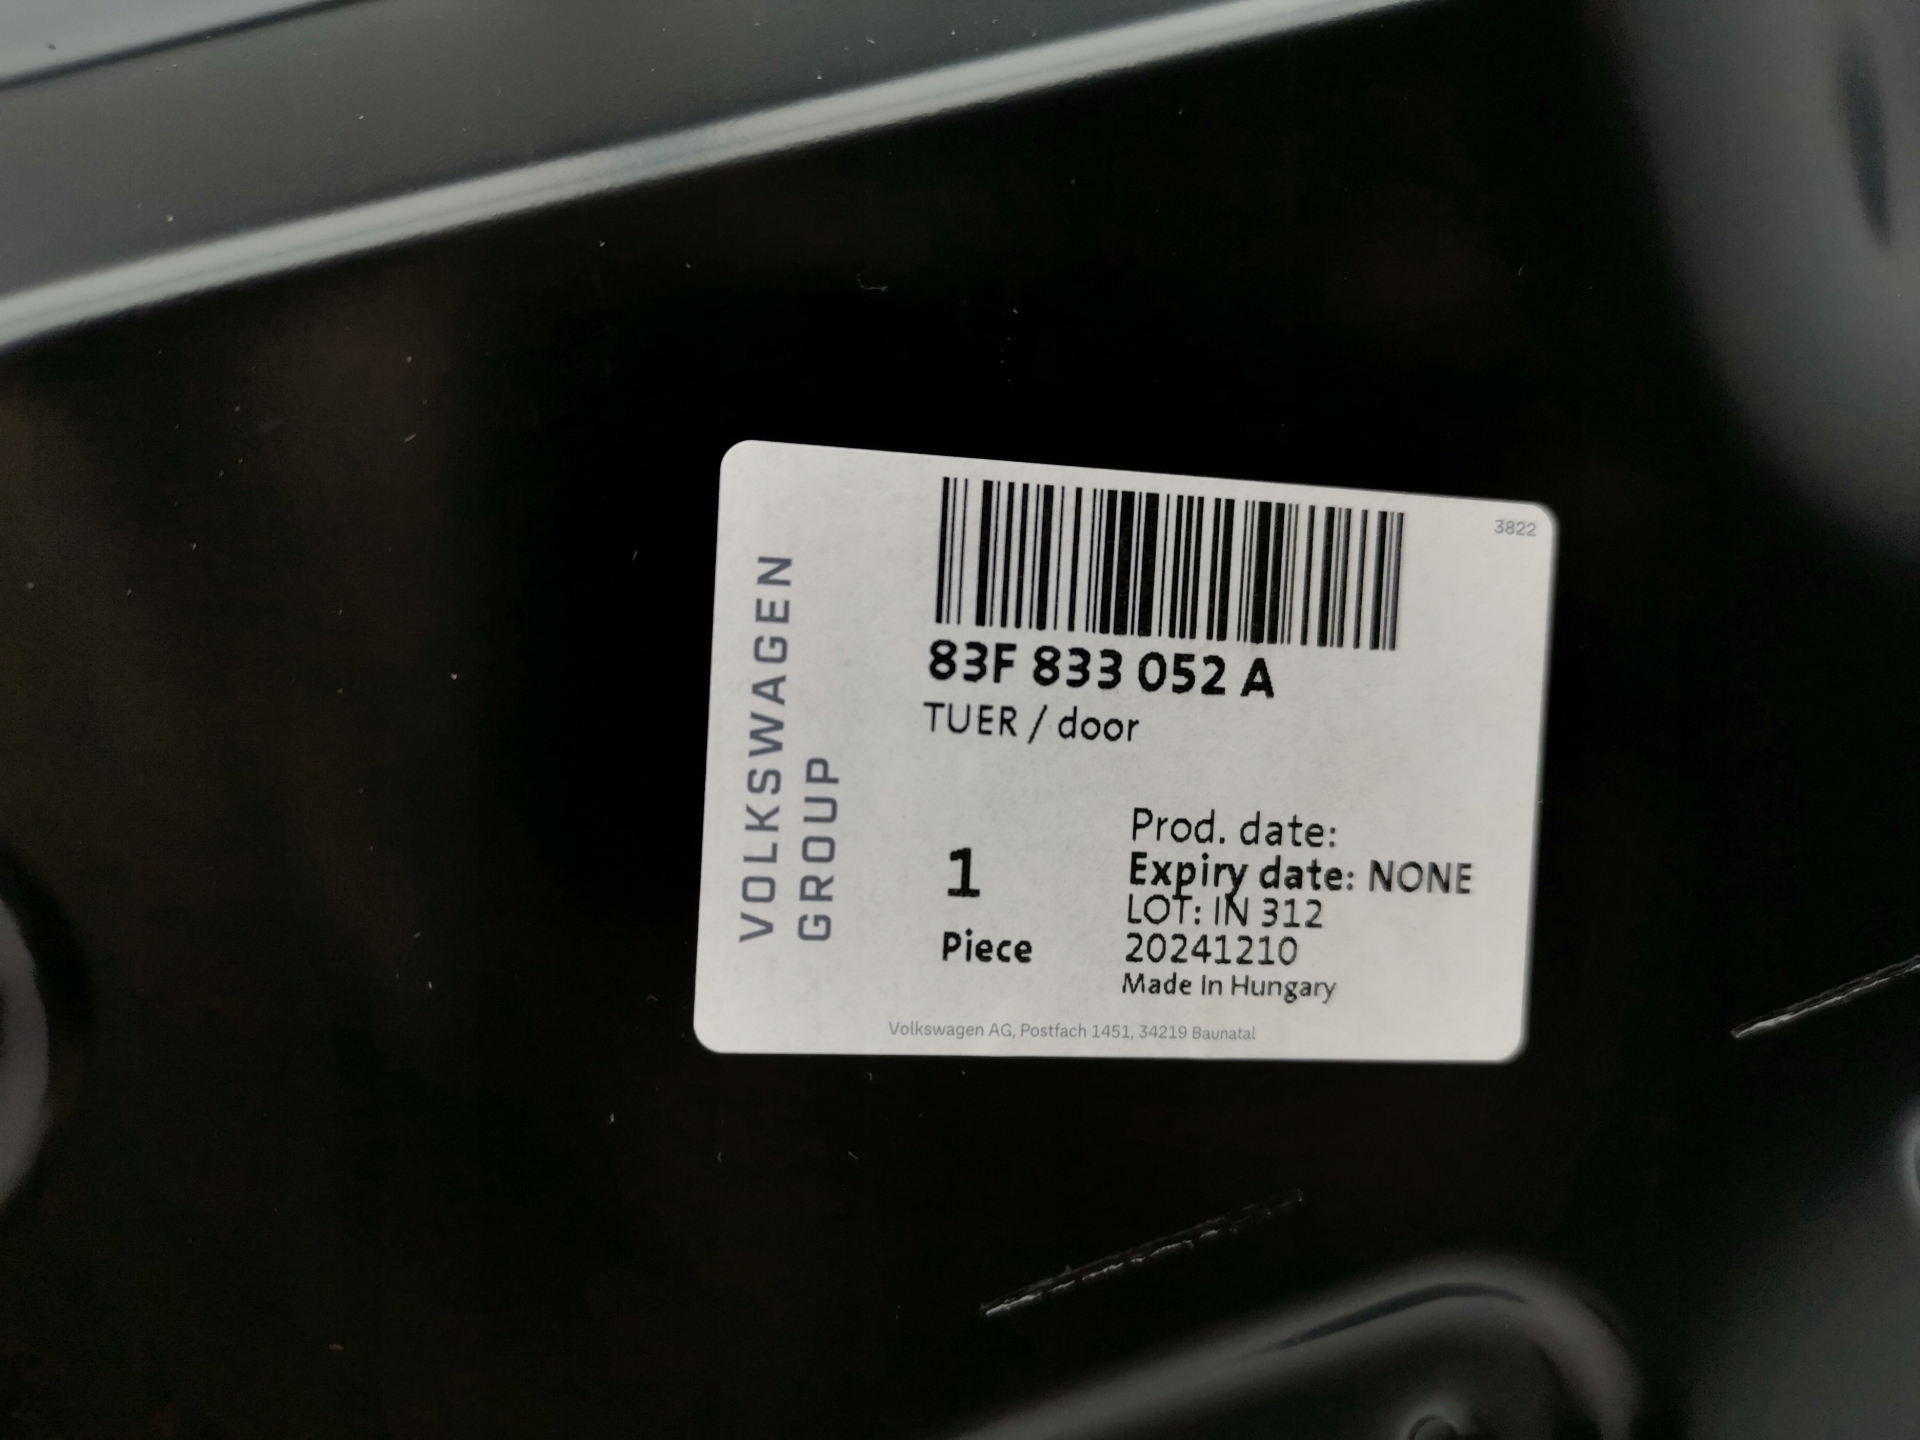 VOLKSWAGEN
GROUP
3822
83F 833 052 A
TUER / door
1
Piece
Prod. date:
Expiry date: NONE
LOT: IN 312
20241210
Made In Hungary
Volkswagen AG, Postfach 1451, 34219 Baunatal